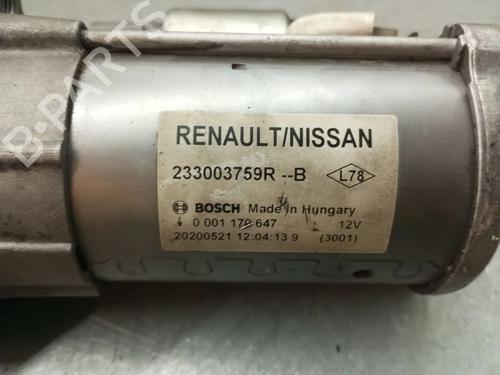 RENAULT/NISSAN
233003759R --B L78
BOSCH Made in Hungary
0 001 170 647 12V
20200521 12:04:13 9 (3001)
B-PARTS